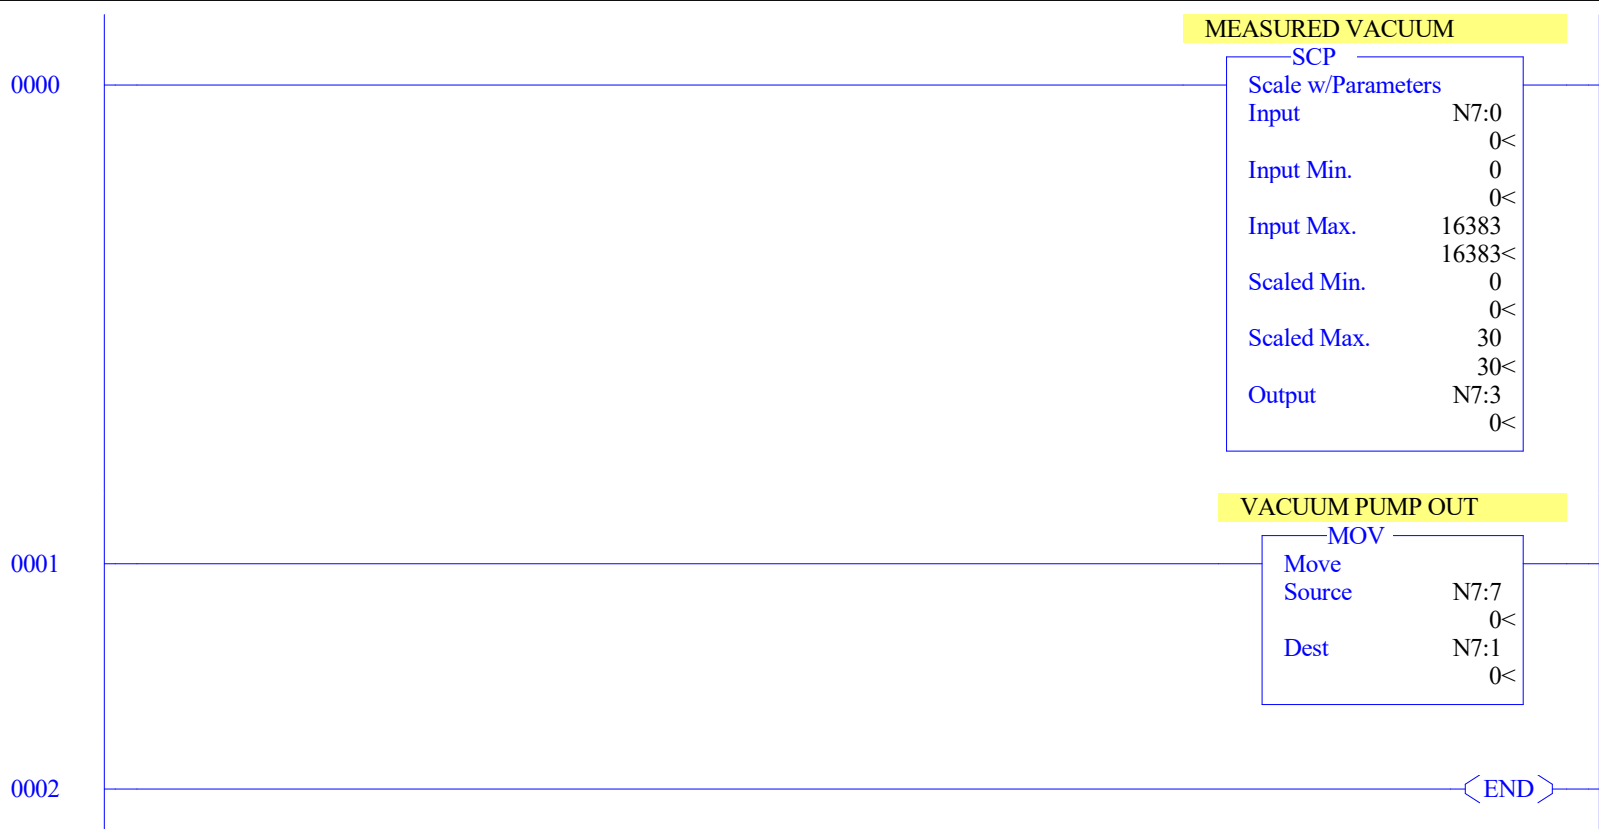 MEASURED VACUUM
SCP
0000
Scale w/Parameters
Input N7:0
0<
Input Min. 0
0<
Input Max. 16383
16383<
Scaled Min. 0
0<
Scaled Max. 30
30<
Output N7:3
0<
VACUUM PUMP OUT
MOV
0001
Move
Source N7:7
0<
Dest N7:1
0<
0002
END